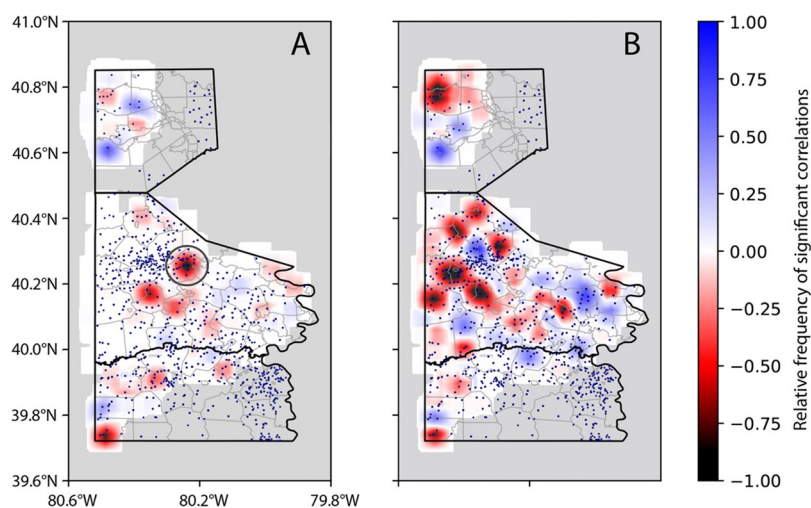 41.0°N
40.8°N
40.6°N
40.4°N
40.2°N
40.0°N
39.8°N
39.6°N
80.6°W 80.2°W 79.8°W
A
B
1.00
0.75
0.50
0.25
0.00
−0.25
−0.50
−0.75
−1.00
Relative frequency of significant correlations